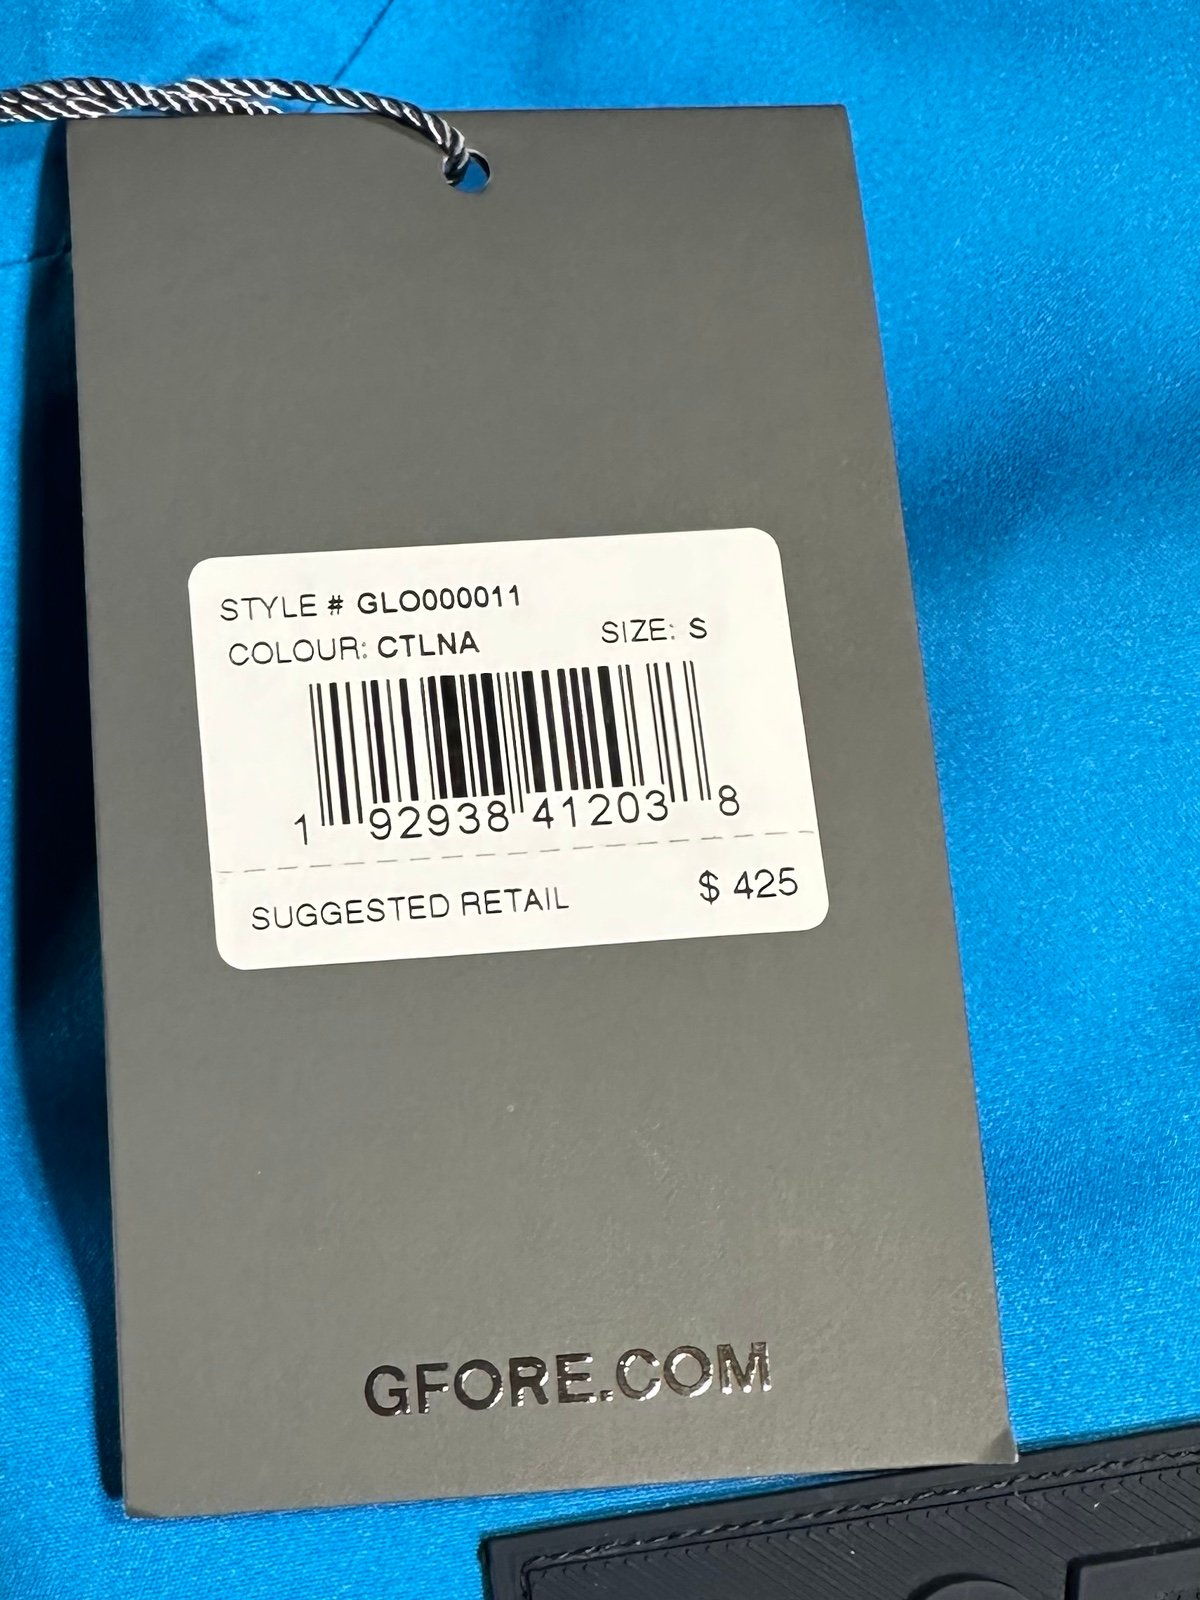 STYLE # GLO000011
COLOUR: CTLNA SIZE: S
1 92938 41203 8
SUGGESTED RETAIL $ 425
GFORE.COM